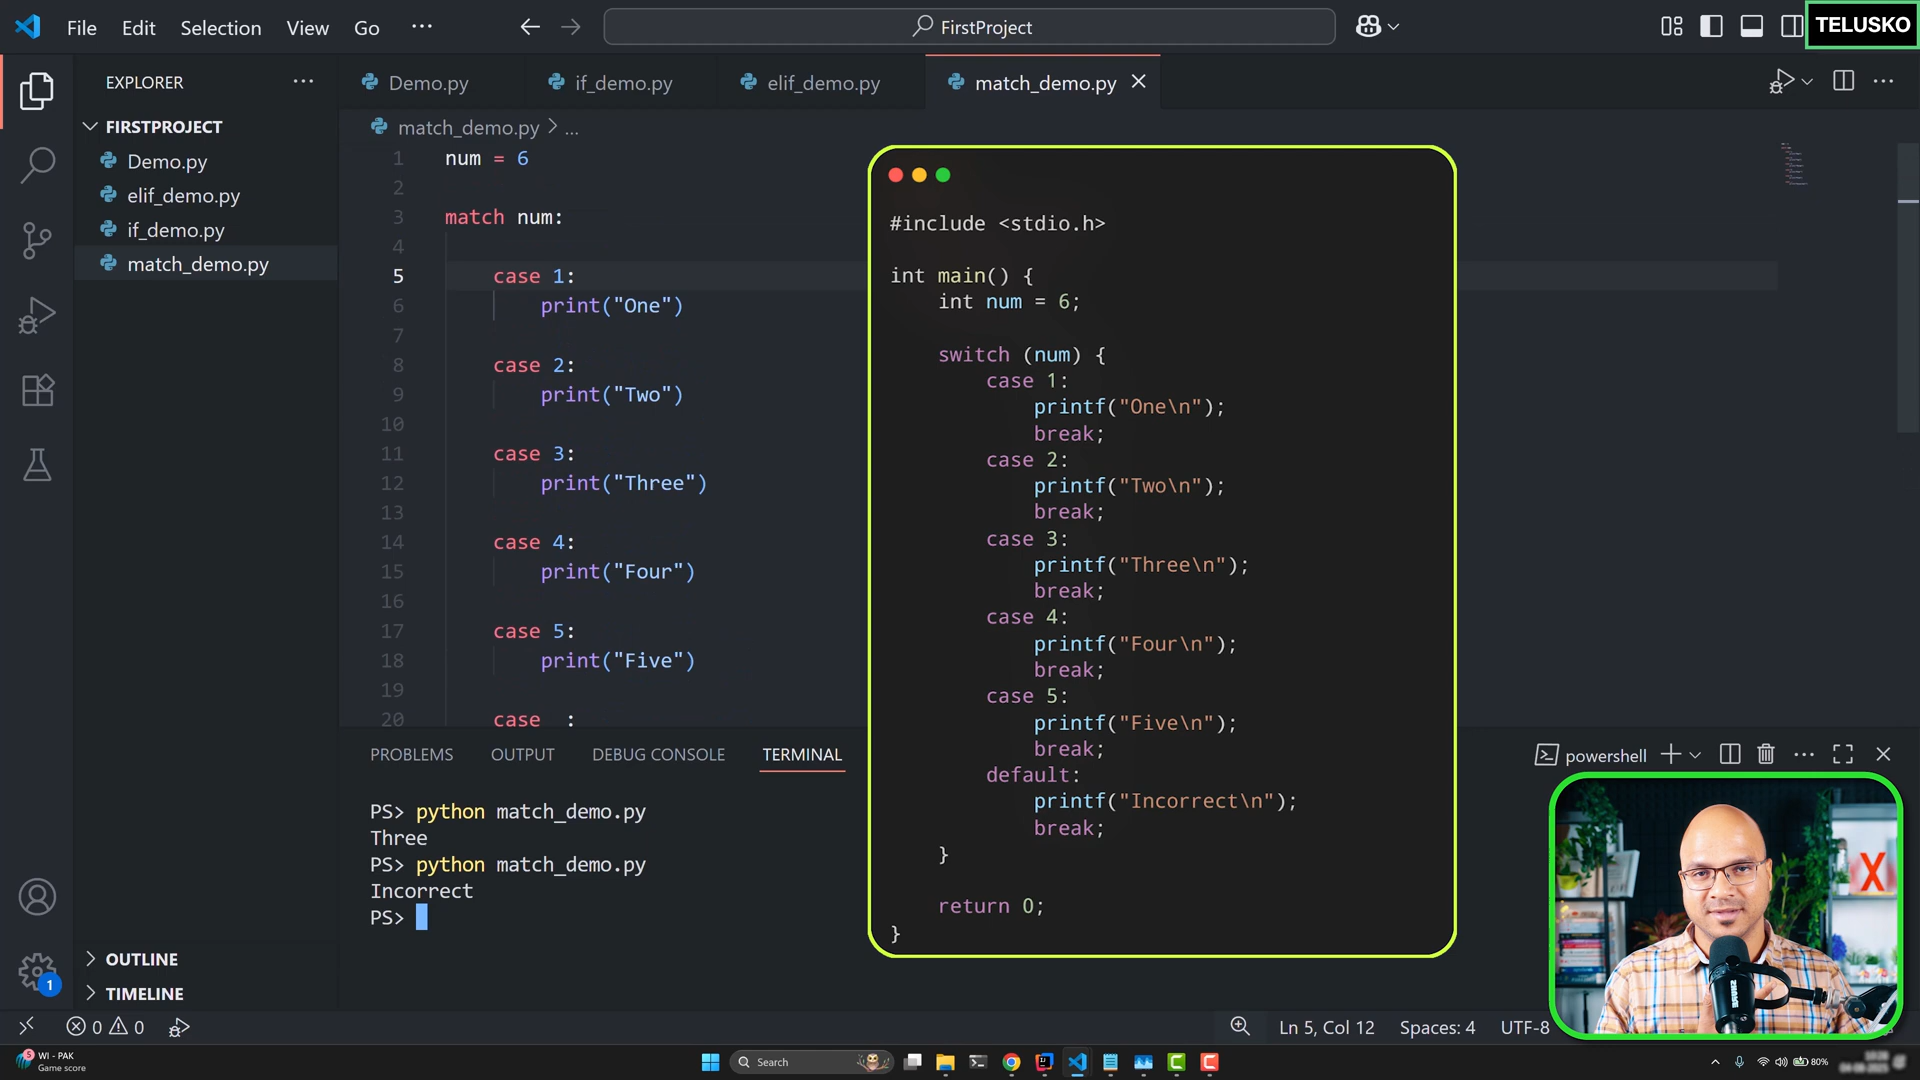 File Edit Selection View Go ...
FirstProject
TELUSKO
EXPLORER
FIRSTPROJECT
Demo.py
elif_demo.py
if_demo.py
match_demo.py
OUTLINE
TIMELINE
Demo.py if_demo.py elif_demo.py match_demo.py
match_demo.py > ...
1 num = 6
2
3 match num:
4
5 case 1:
6 print("One")
7
8 case 2:
9 print("Two")
10
11 case 3:
12 print("Three")
13
14 case 4:
15 print("Four")
16
17 case 5:
18 print("Five")
19
20 case :
#include <stdio.h>
int main() {
int num = 6;
switch (num) {
case 1:
printf("One\n");
break;
case 2:
printf("Two\n");
break;
case 3:
printf("Three\n");
break;
case 4:
printf("Four\n");
break;
case 5:
printf("Five\n");
break;
default:
printf("Incorrect\n");
break;
}
return 0;
}
PROBLEMS OUTPUT DEBUG CONSOLE TERMINAL
powershell
PS> python match_demo.py
Three
PS> python match_demo.py
Incorrect
PS>
1
0 0
Ln 5, Col 12 Spaces: 4 UTF-8
5
WI - PAK
Game score
Search
80%